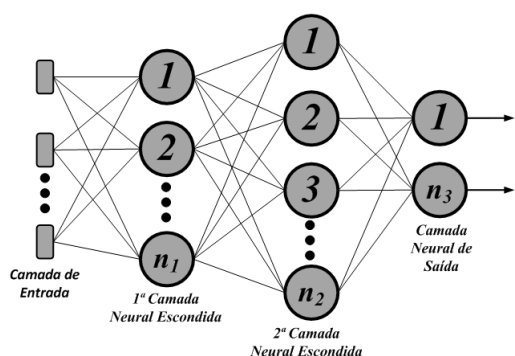 1
2
n1
1
2
3
n2
1
n3
Camada de
Entrada
1ª Camada
Neural Escondida
2ª Camada
Neural Escondida
Camada
Neural de
Saída